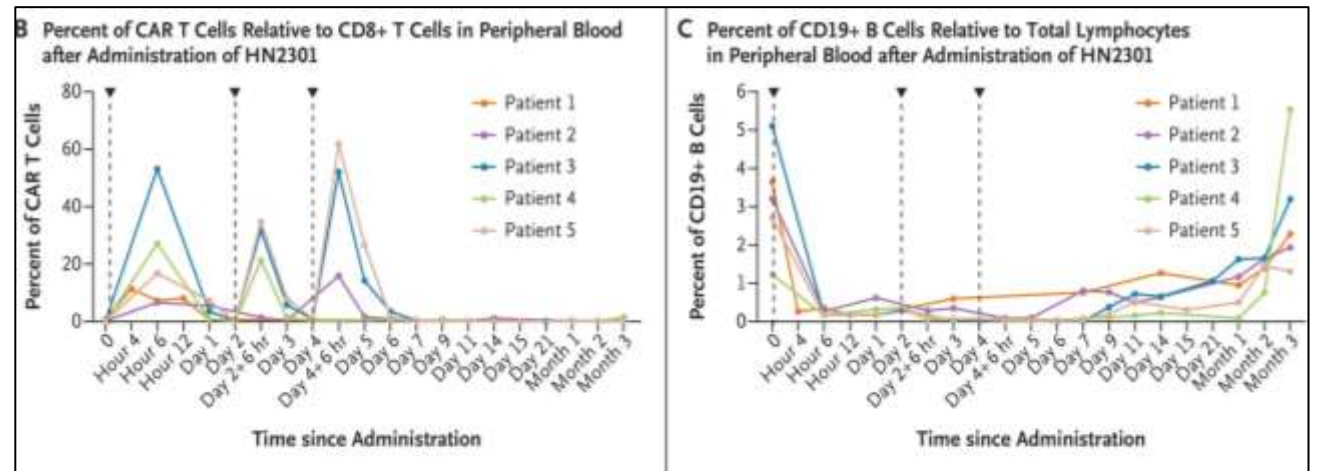 B Percent of CAR T Cells Relative to CD8+ T Cells in Peripheral Blood
after Administration of HN2301
80
60
40
20
0
Percent of CAR T Cells
Patient 1
Patient 2
Patient 3
Patient 4
Patient 5
0
Hour 4
Hour 6
Hour 12
Day 1
Day 2
Day 2+6 hr
Day 3
Day 4
Day 4+6 hr
Day 5
Day 6
Day 7
Day 9
Day 11
Day 14
Day 15
Day 21
Month 1
Month 2
Month 3
Time since Administration
C Percent of CD19+ B Cells Relative to Total Lymphocytes
in Peripheral Blood after Administration of HN2301
6
5
4
3
2
1
0
Percent of CD19+ B Cells
Patient 1
Patient 2
Patient 3
Patient 4
Patient 5
0
Hour 4
Hour 6
Hour 12
Day 1
Day 2
Day 2+6 hr
Day 3
Day 4
Day 4+6 hr
Day 5
Day 6
Day 7
Day 9
Day 11
Day 14
Day 15
Day 21
Month 1
Month 2
Month 3
Time since Administration